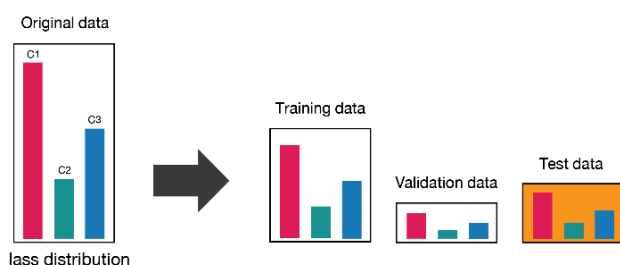 Original data
C1
C2
C3
lass distribution
Training data
Validation data
Test data